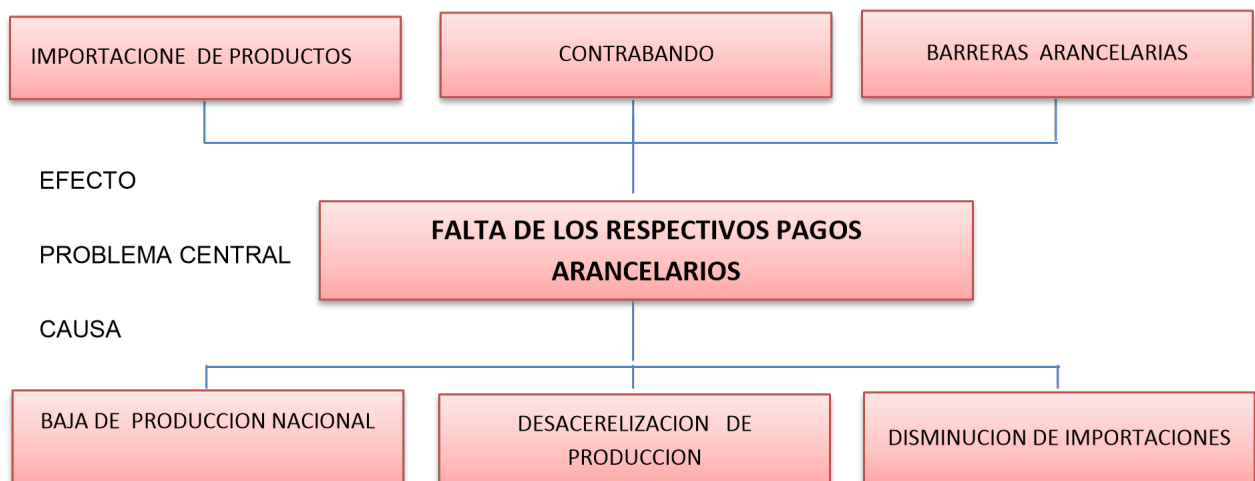 IMPORTACIONE DE PRODUCTOS
CONTRABANDO
BARRERAS ARANCELARIAS
EFECTO
FALTA DE LOS RESPECTIVOS PAGOS
ARANCELARIOS
PROBLEMA CENTRAL
CAUSA
BAJA DE PRODUCCION NACIONAL
DESACERELIZACION DE
PRODUCCION
DISMINUCION DE IMPORTACIONES